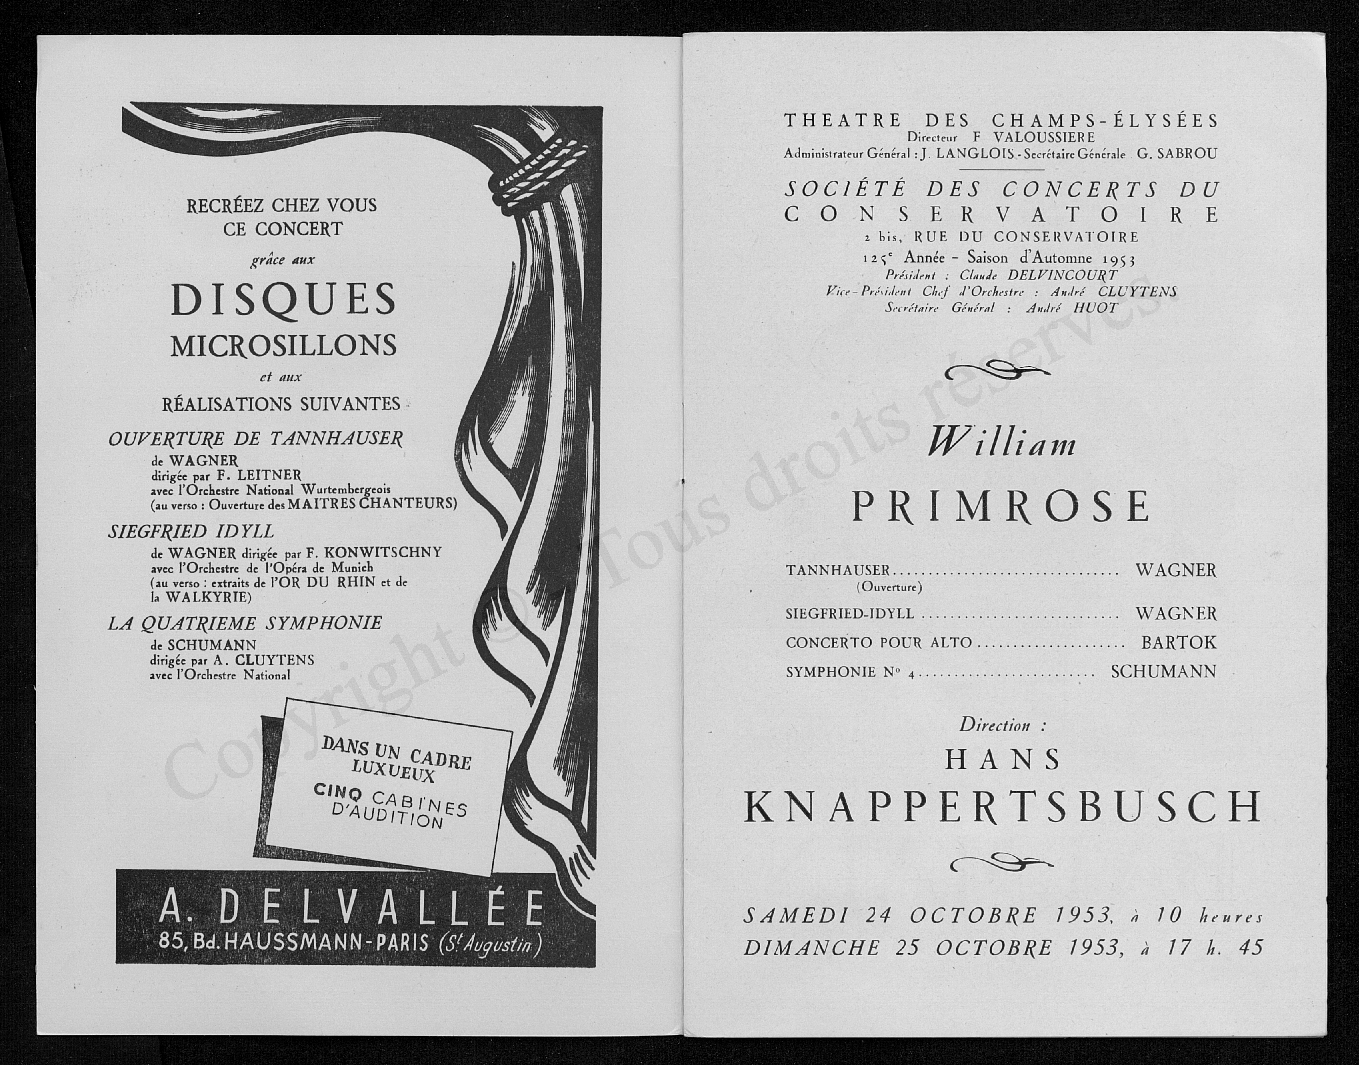 RECRÉEZ CHEZ VOUS
CE CONCERT
grâce aux
DISQUES
MICROSILLONS
et aux
RÉALISATIONS SUIVANTES
OUVERTURE DE TANNHAUSER
de WAGNER
dirigée par F. LEITNER
avec l'Orchestre National Wurtembergeois
(au verso : Ouverture des MAITRES CHANTEURS)
SIEGFRIED IDYLL
de WAGNER dirigée par F. KONWITSCHNY
avec l'Orchestre de l'Opéra de Munich
(au verso : extraits de l'OR DU RHIN et de
la WALKYRIE)
LA QUATRIEME SYMPHONIE
de SCHUMANN
dirigée par A. CLUYTENS
avec l'Orchestre National
DANS UN CADRE
LUXUEUX
CINQ CABINES
D'AUDITION
A. DELVALLÉE
85, Bd. HAUSSMANN-PARIS (St Augustin)
THEATRE DES CHAMPS-ÉLYSÉES
Directeur F VALOUSSIERE
Administrateur Général : J. LANGLOIS.- Secrétaire Générale G. SABROU
SOCIÉTÉ DES CONCERTS DU
CONSERVATOIRE
2 bis, RUE DU CONSERVATOIRE
125e Année - Saison d'Automne 1953
Président : Claude DELVINCOURT
Vice-Président Chef d'Orchestre : André CLUYTENS
Secrétaire Général : André HUOT
William
PRIMROSE
TANNHAUSER ............................... WAGNER
(Ouverture)
SIEGFRIED-IDYLL ........................... WAGNER
CONCERTO POUR ALTO ..................... BARTOK
SYMPHONIE N° 4 ......................... SCHUMANN
Direction :
HANS
KNAPPERTSBUSCH
SAMEDI 24 OCTOBRE 1953, à 10 heures
DIMANCHE 25 OCTOBRE 1953, à 17 h. 45
Copyright © - Tous droits réservés